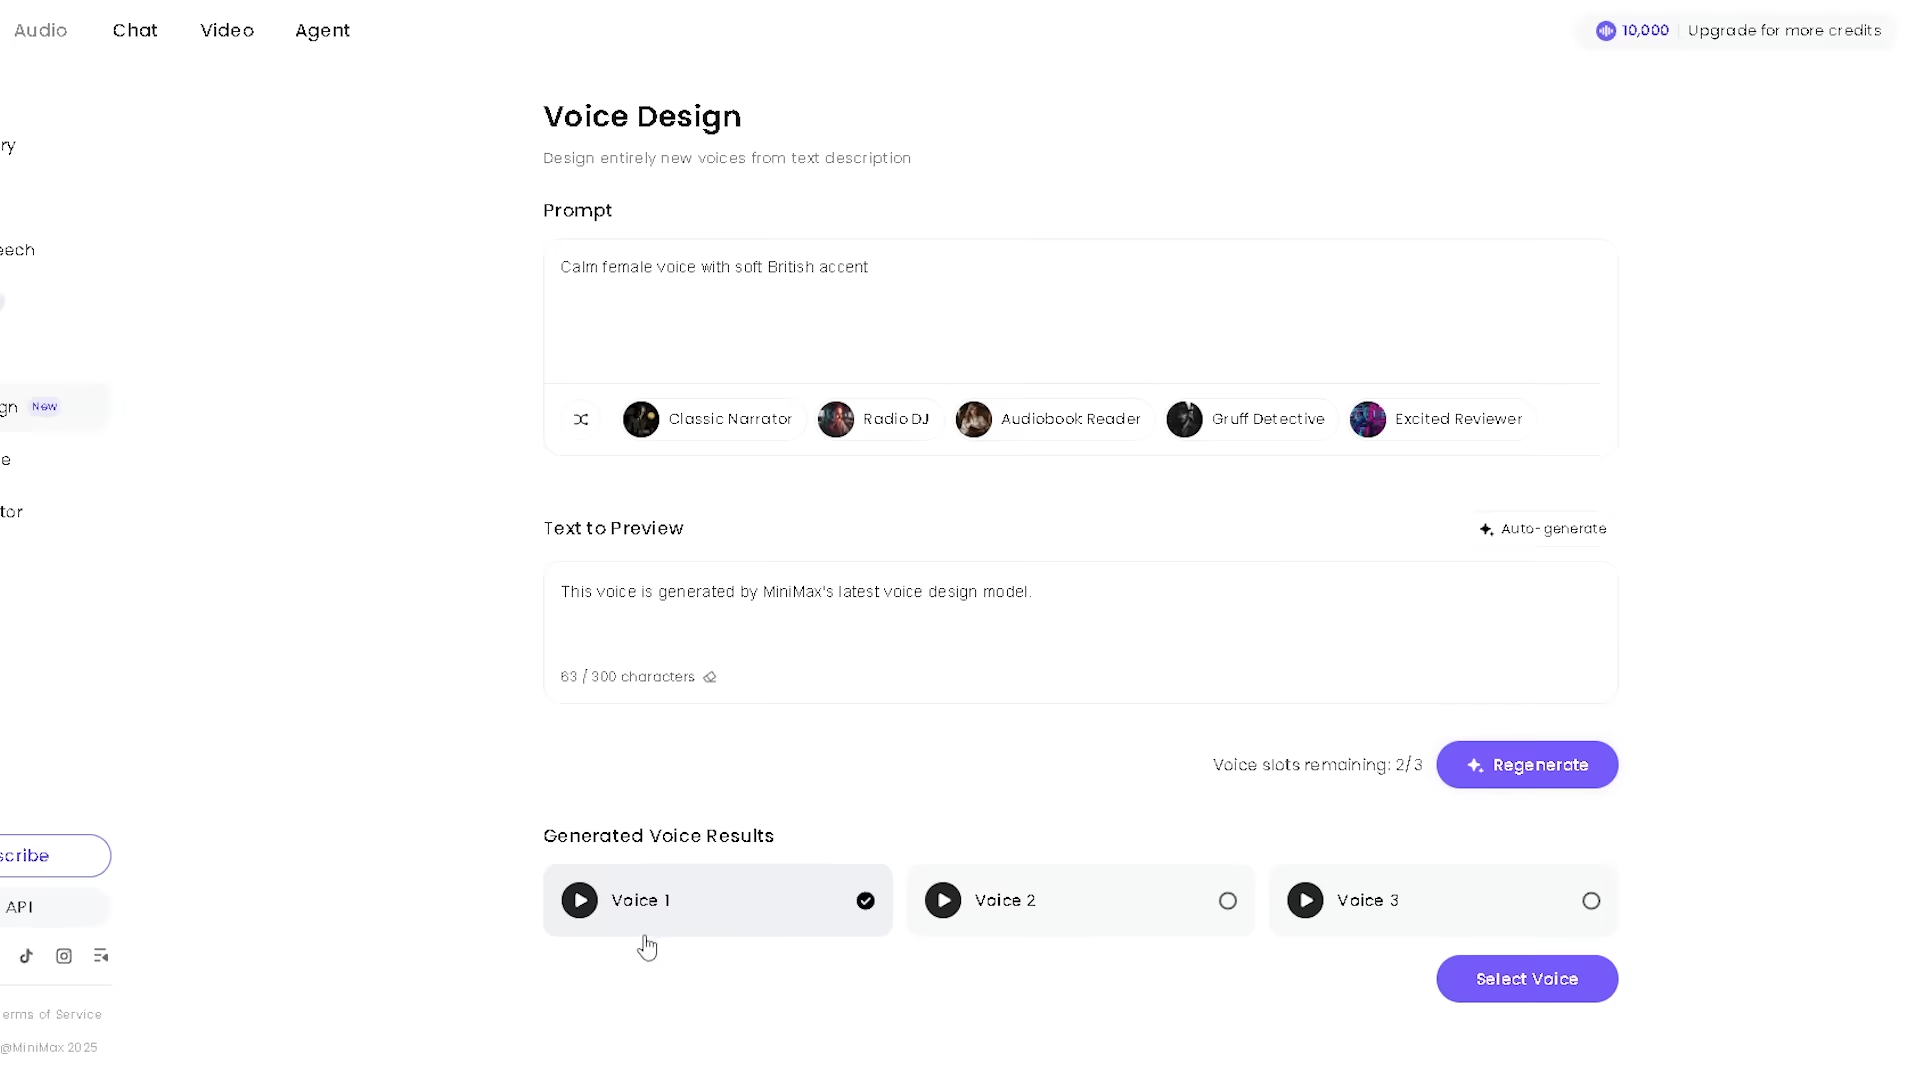 Audio Chat Video Agent 10,000 Upgrade for more credits
Voice Design
Design entirely new voices from text description
ry
Prompt
eech
Calm female voice with soft British accent
gn New
Classic Narrator Radio DJ Audiobook Reader Gruff Detective Excited Reviewer
e
tor
Text to Preview Auto-generate
This voice is generated by MiniMax's latest voice design model.
63 / 300 characters
Voice slots remaining: 2/3 Regenerate
Generated Voice Results
scribe
Voice 1 Voice 2 Voice 3
API
Select Voice
erms of Service
@MiniMax 2025